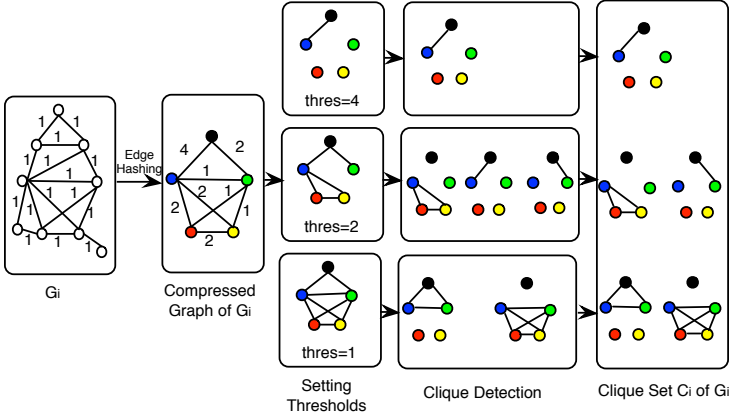 thres=4
1 1
1
1 1 1
1
1 1 1 1
1 1
1
Edge
Hashing
4 2
1
2 1
2 1
2
thres=2
thres=1
Gi
Compressed
Graph of Gi
Setting
Thresholds
Clique Detection
Clique Set Ci of Gi